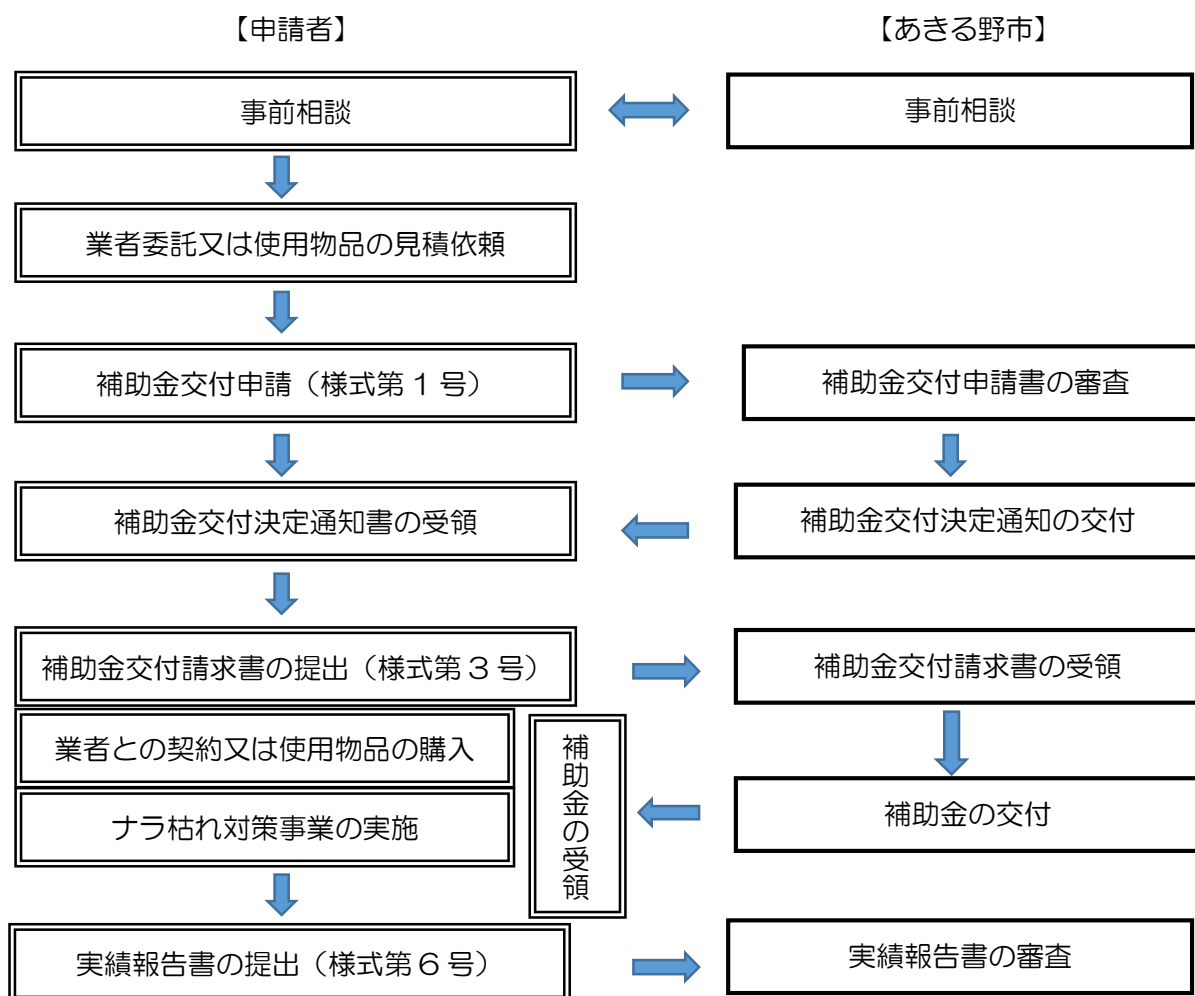 【申請者】
【あきる野市】
事前相談
事前相談
業者委託又は使用物品の見積依頼
補助金交付申請（様式第１号）
補助金交付申請書の審査
補助金交付決定通知書の受領
補助金交付決定通知の交付
補助金交付請求書の提出（様式第３号）
補助金交付請求書の受領
業者との契約又は使用物品の購入
補助金の受領
補助金の交付
ナラ枯れ対策事業の実施
実績報告書の提出（様式第６号）
実績報告書の審査